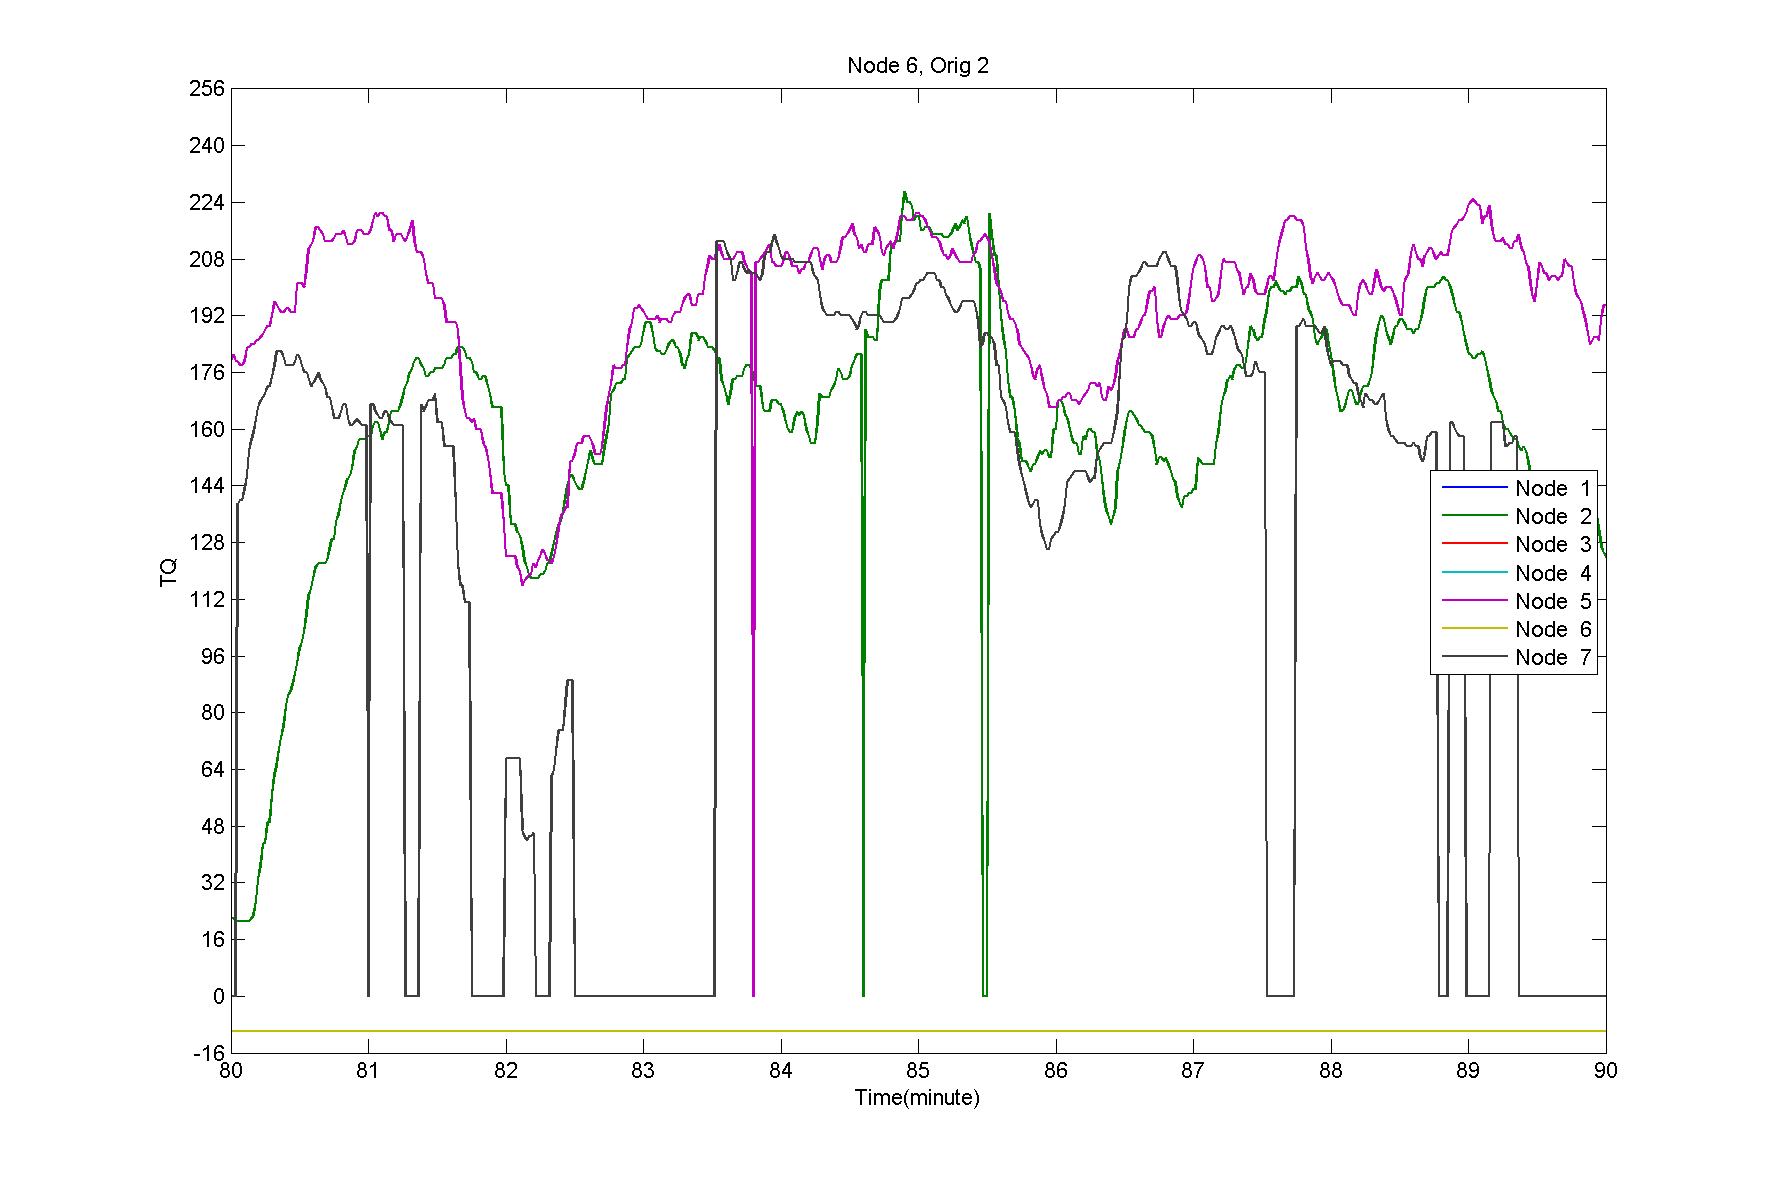 Node 6, Orig 2
256
240
224
208
192
176
160
144
128
112
96
80
64
48
32
16
0
-16
TQ
Node 1
Node 2
Node 3
Node 4
Node 5
Node 6
Node 7
80 81 82 83 84 85 86 87 88 89 90
Time(minute)